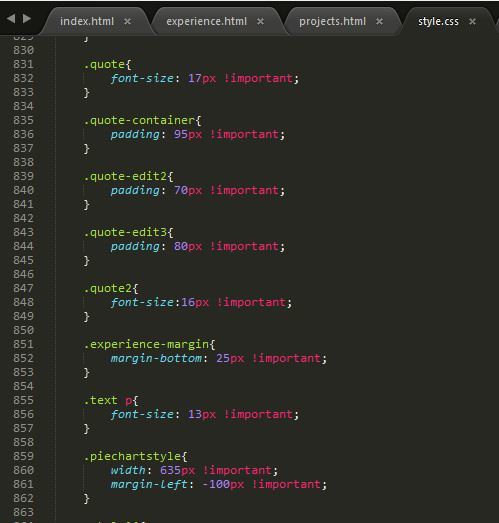 index.html × experience.html × projects.html × style.css ×
829 }
830
831 .quote{
832 font-size: 17px !important;
833 }
834
835 .quote-container{
836 padding: 95px !important;
837 }
838
839 .quote-edit2{
840 padding: 70px !important;
841 }
842
843 .quote-edit3{
844 padding: 80px !important;
845 }
846
847 .quote2{
848 font-size:16px !important;
849 }
850
851 .experience-margin{
852 margin-bottom: 25px !important;
853 }
854
855 .text p{
856 font-size: 13px !important;
857 }
858
859 .piechartstyle{
860 width: 635px !important;
861 margin-left: -100px !important;
862 }
863